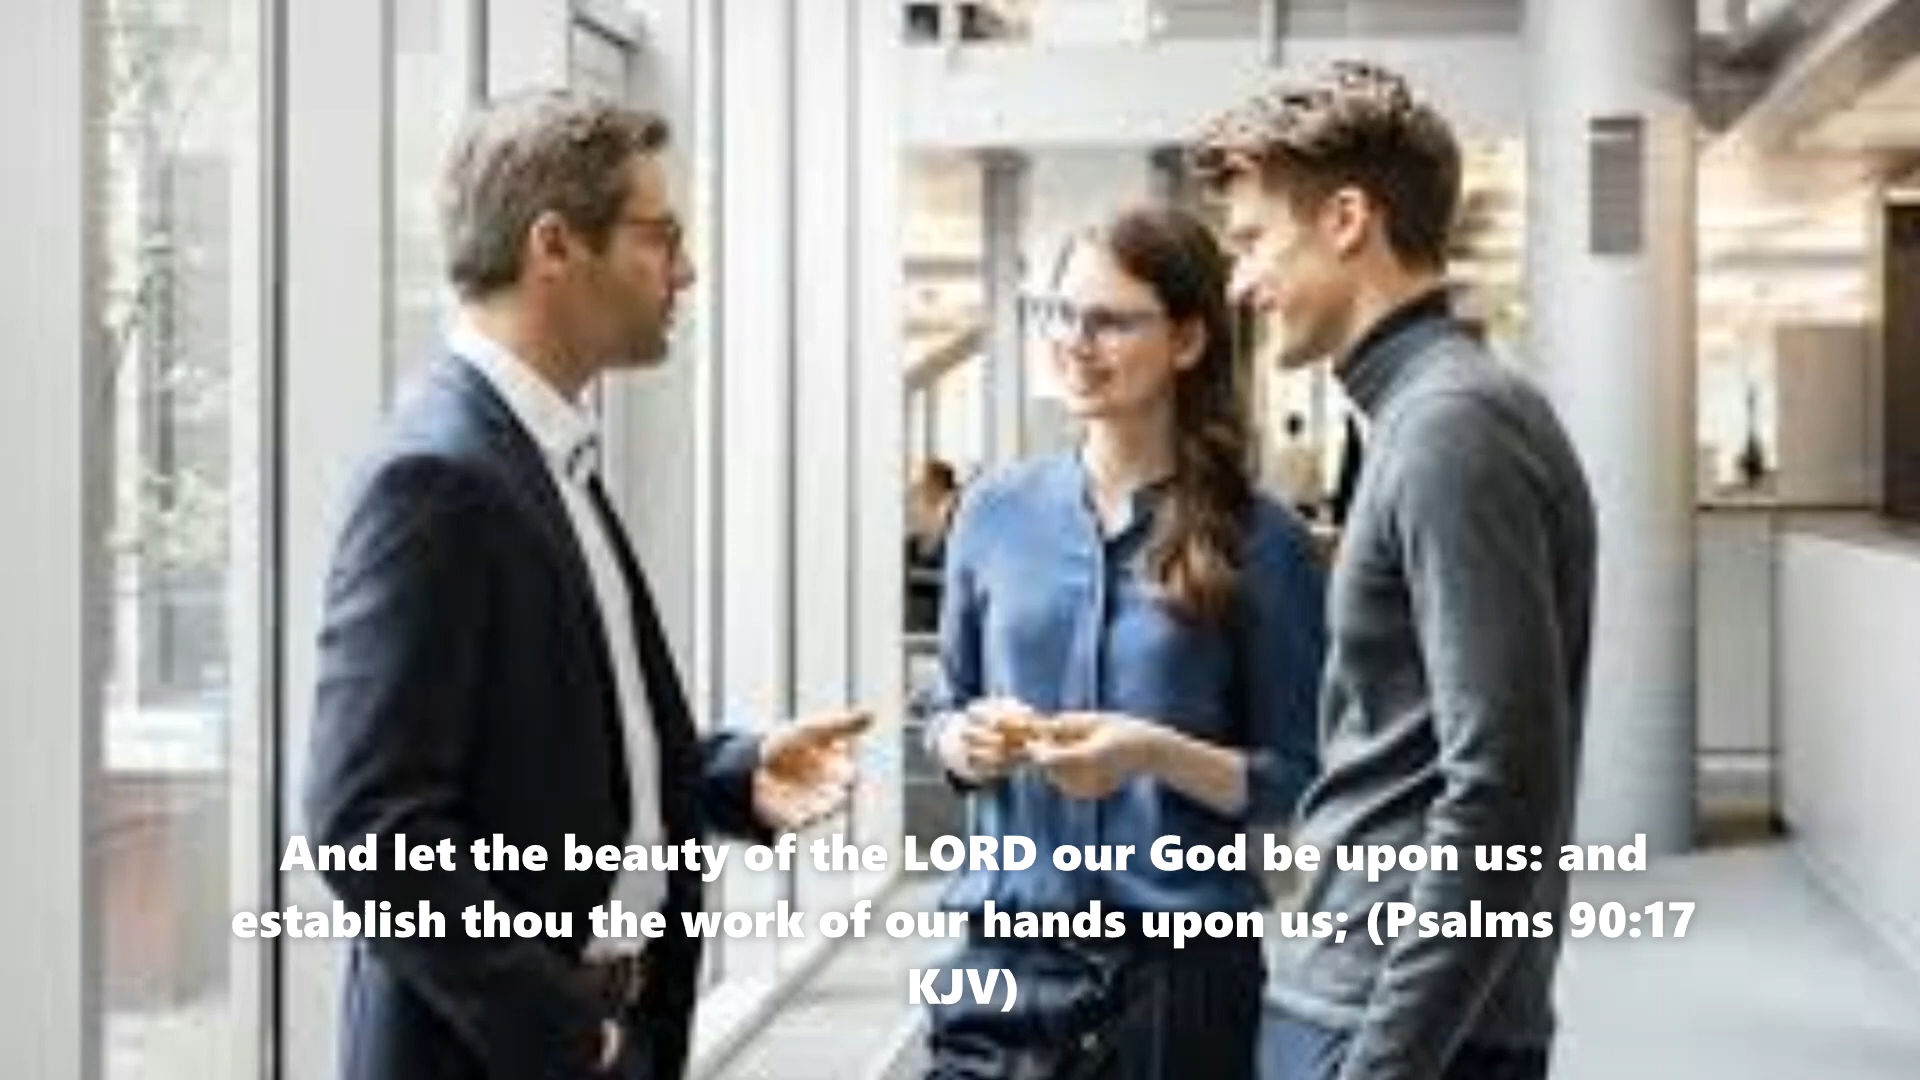 And let the beauty of the LORD our God be upon us: and
establish thou the work of our hands upon us; (Psalms 90:17
KJV)